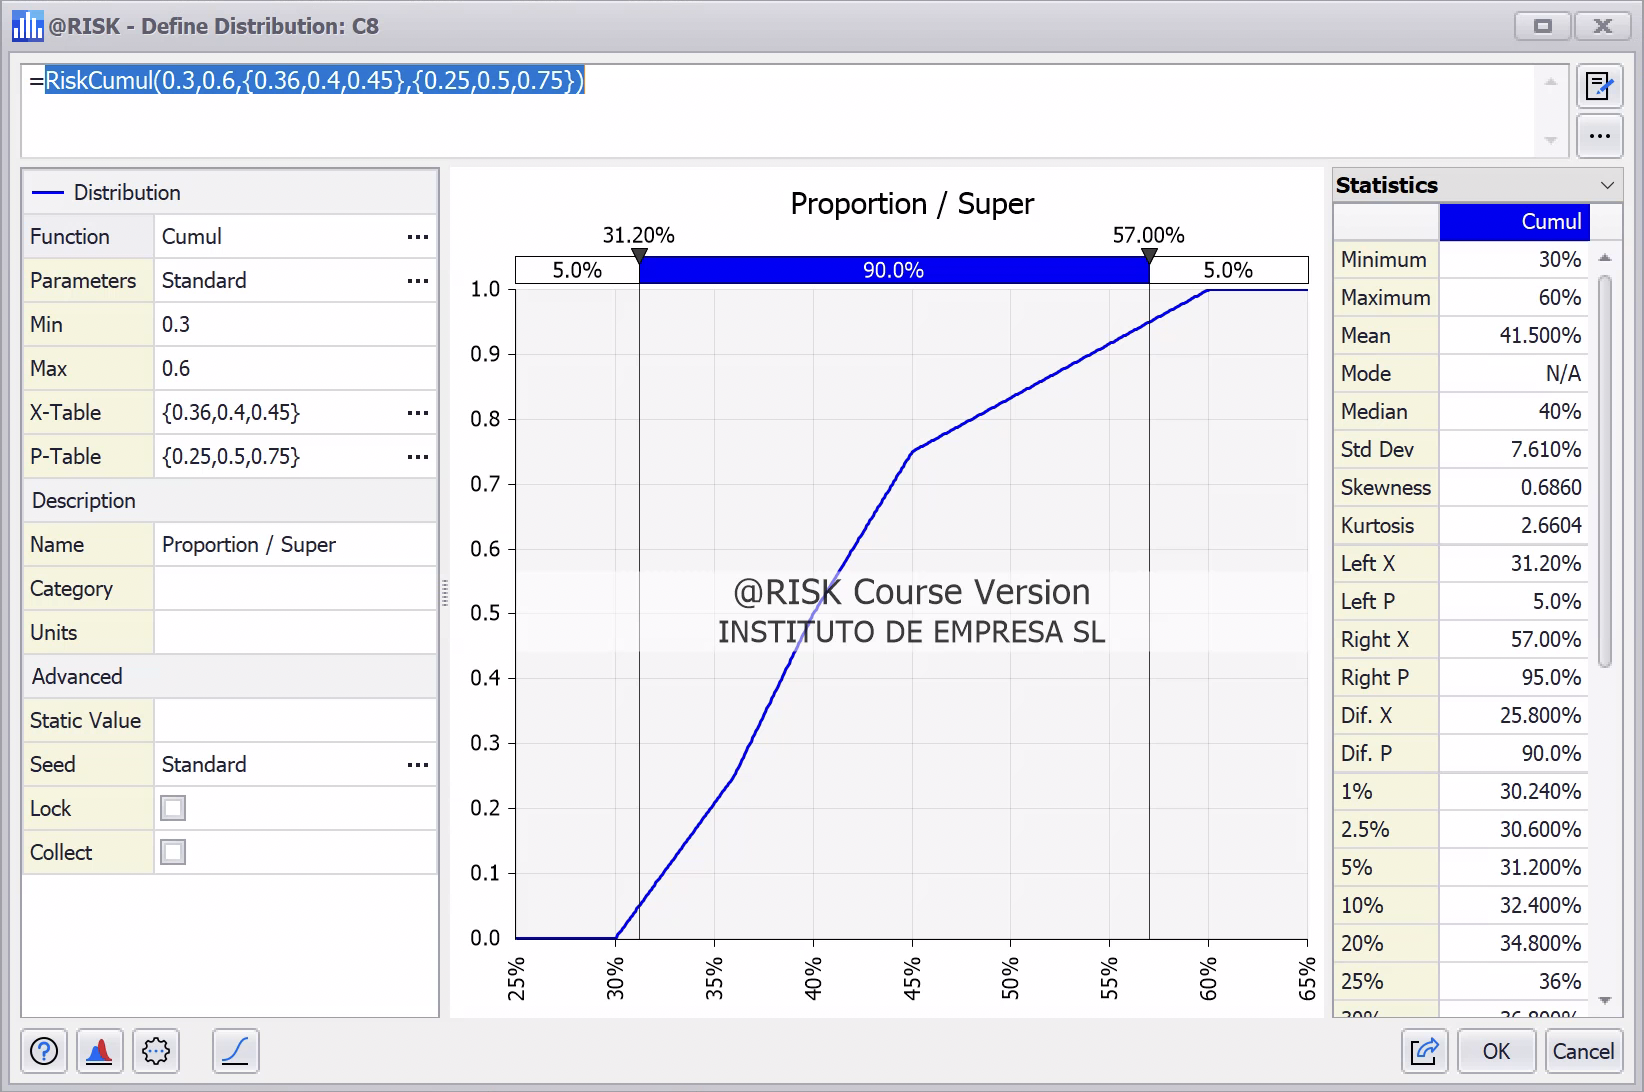 @RISK - Define Distribution: C8
=RiskCumul(0.3,0.6,{0.36,0.4,0.45},{0.25,0.5,0.75})
Distribution
Function Cumul ...
Parameters Standard ...
Min 0.3
Max 0.6
X-Table {0.36,0.4,0.45} ...
P-Table {0.25,0.5,0.75} ...
Description
Name Proportion / Super
Category
Units
Advanced
Static Value
Seed Standard ...
Lock
Collect
Proportion / Super
31.20% 57.00%
5.0% 90.0% 5.0%
1.0
0.9
0.8
0.7
0.6
0.5
0.4
0.3
0.2
0.1
0.0
@RISK Course Version
INSTITUTO DE EMPRESA SL
25% 30% 35% 40% 45% 50% 55% 60% 65%
Statistics
Cumul
Minimum 30%
Maximum 60%
Mean 41.500%
Mode N/A
Median 40%
Std Dev 7.610%
Skewness 0.6860
Kurtosis 2.6604
Left X 31.20%
Left P 5.0%
Right X 57.00%
Right P 95.0%
Dif. X 25.800%
Dif. P 90.0%
1% 30.240%
2.5% 30.600%
5% 31.200%
10% 32.400%
20% 34.800%
25% 36%
OK Cancel